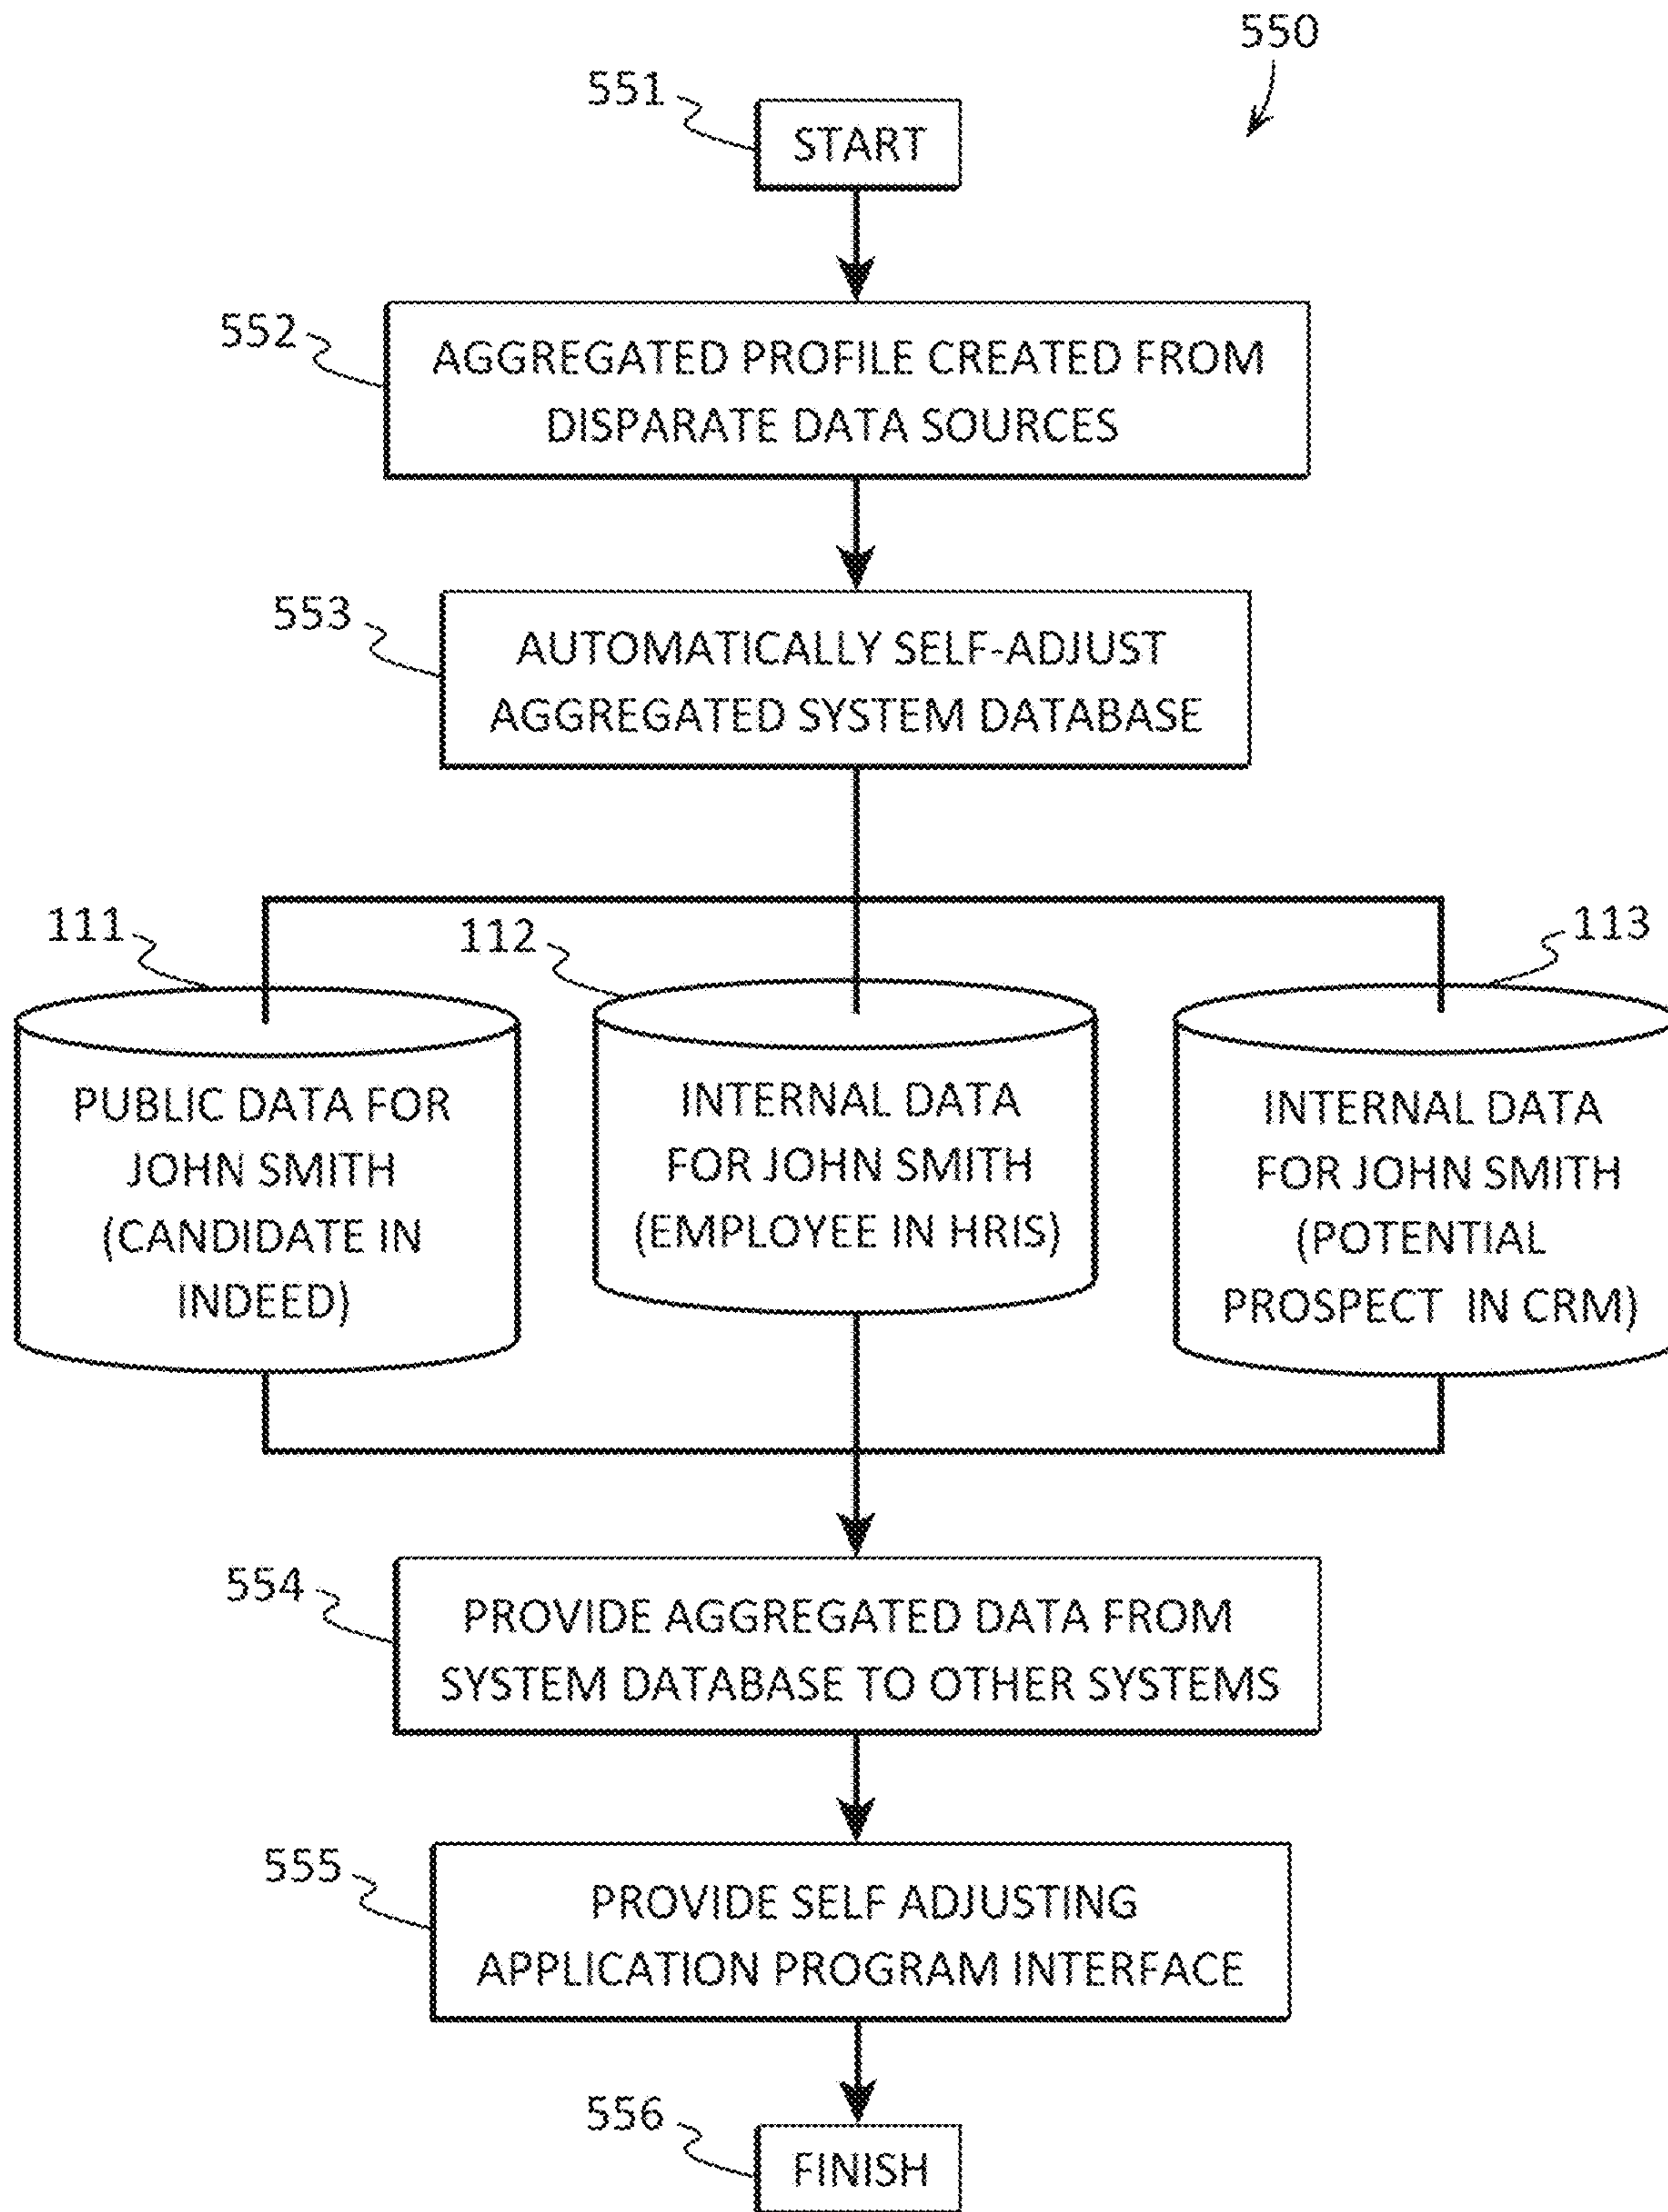 550
551
START
552
AGGREGATED PROFILE CREATED FROM
DISPARATE DATA SOURCES
553
AUTOMATICALLY SELF-ADJUST
AGGREGATED SYSTEM DATABASE
111
PUBLIC DATA FOR
JOHN SMITH
(CANDIDATE IN
INDEED)
112
INTERNAL DATA
FOR JOHN SMITH
(EMPLOYEE IN HRIS)
113
INTERNAL DATA
FOR JOHN SMITH
(POTENTIAL
PROSPECT IN CRM)
554
PROVIDE AGGREGATED DATA FROM
SYSTEM DATABASE TO OTHER SYSTEMS
555
PROVIDE SELF ADJUSTING
APPLICATION PROGRAM INTERFACE
556
FINISH